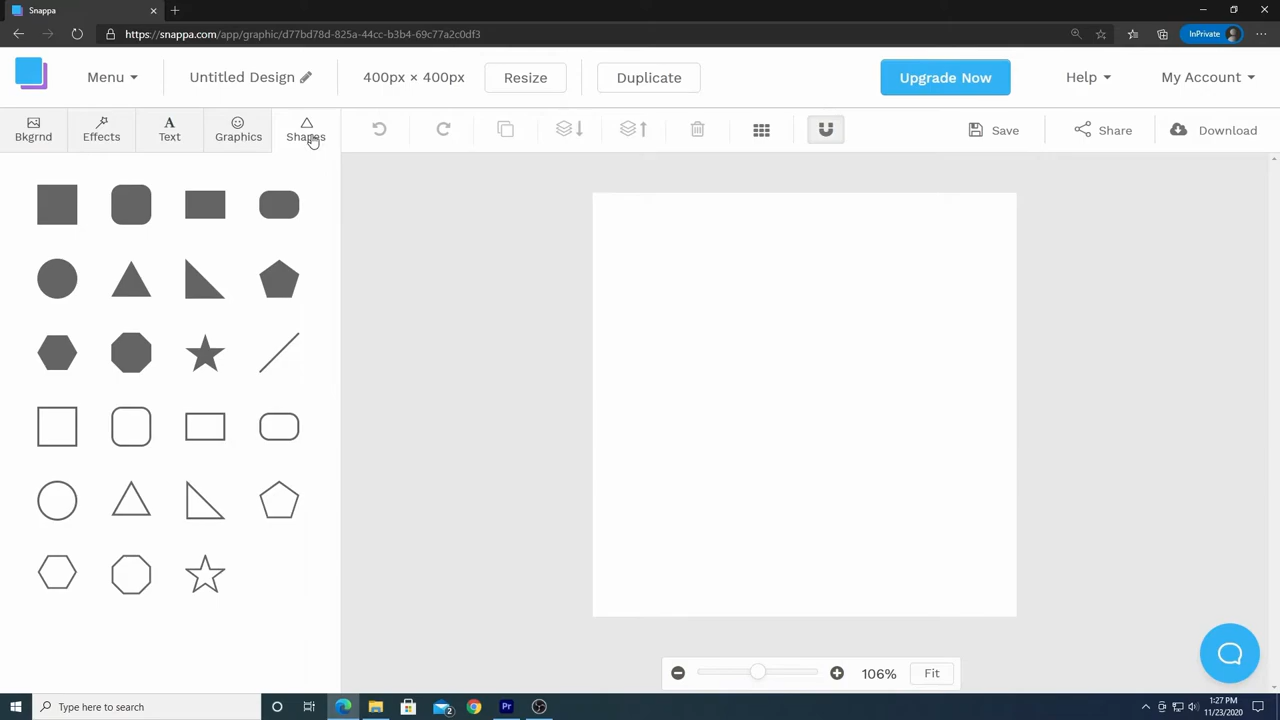 Snappa
https://snappa.com/app/graphic/d77bd78d-825a-44cc-b3b4-69c77a2c0df3
InPrivate
Menu
Untitled Design
400px × 400px
Resize
Duplicate
Upgrade Now
Help
My Account
Bkgrnd
Effects
Text
Graphics
Shapes
Save
Share
Download
106%
Fit
Type here to search
2
Pr
1:27 PM
11/23/2020